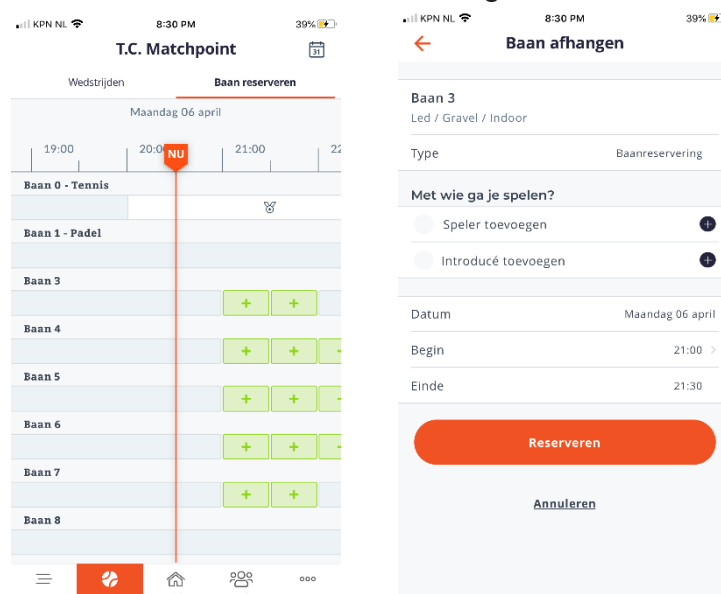 KPN NL
8:30 PM
39%
T.C. Matchpoint
31
Wedstrijden
Baan reserveren
Maandag 06 april
19:00
20:0
NU
21:00
22
Baan 0 - Tennis
Baan 1 - Padel
Baan 3
+ +
Baan 4
+ +
Baan 5
+ +
Baan 6
+ +
Baan 7
+ +
Baan 8
KPN NL
8:30 PM
39%
Baan afhangen
Baan 3
Led / Gravel / Indoor
Type
Baanreservering
Met wie ga je spelen?
Speler toevoegen
Introducé toevoegen
Datum
Maandag 06 april
Begin
21:00
Einde
21:30
Reserveren
Annuleren